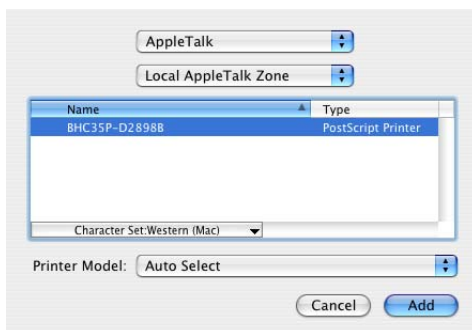 AppleTalk
Local AppleTalk Zone
Name Type
BHC35P-D2898B PostScript Printer
Character Set:Western (Mac)
Printer Model: Auto Select
Cancel Add